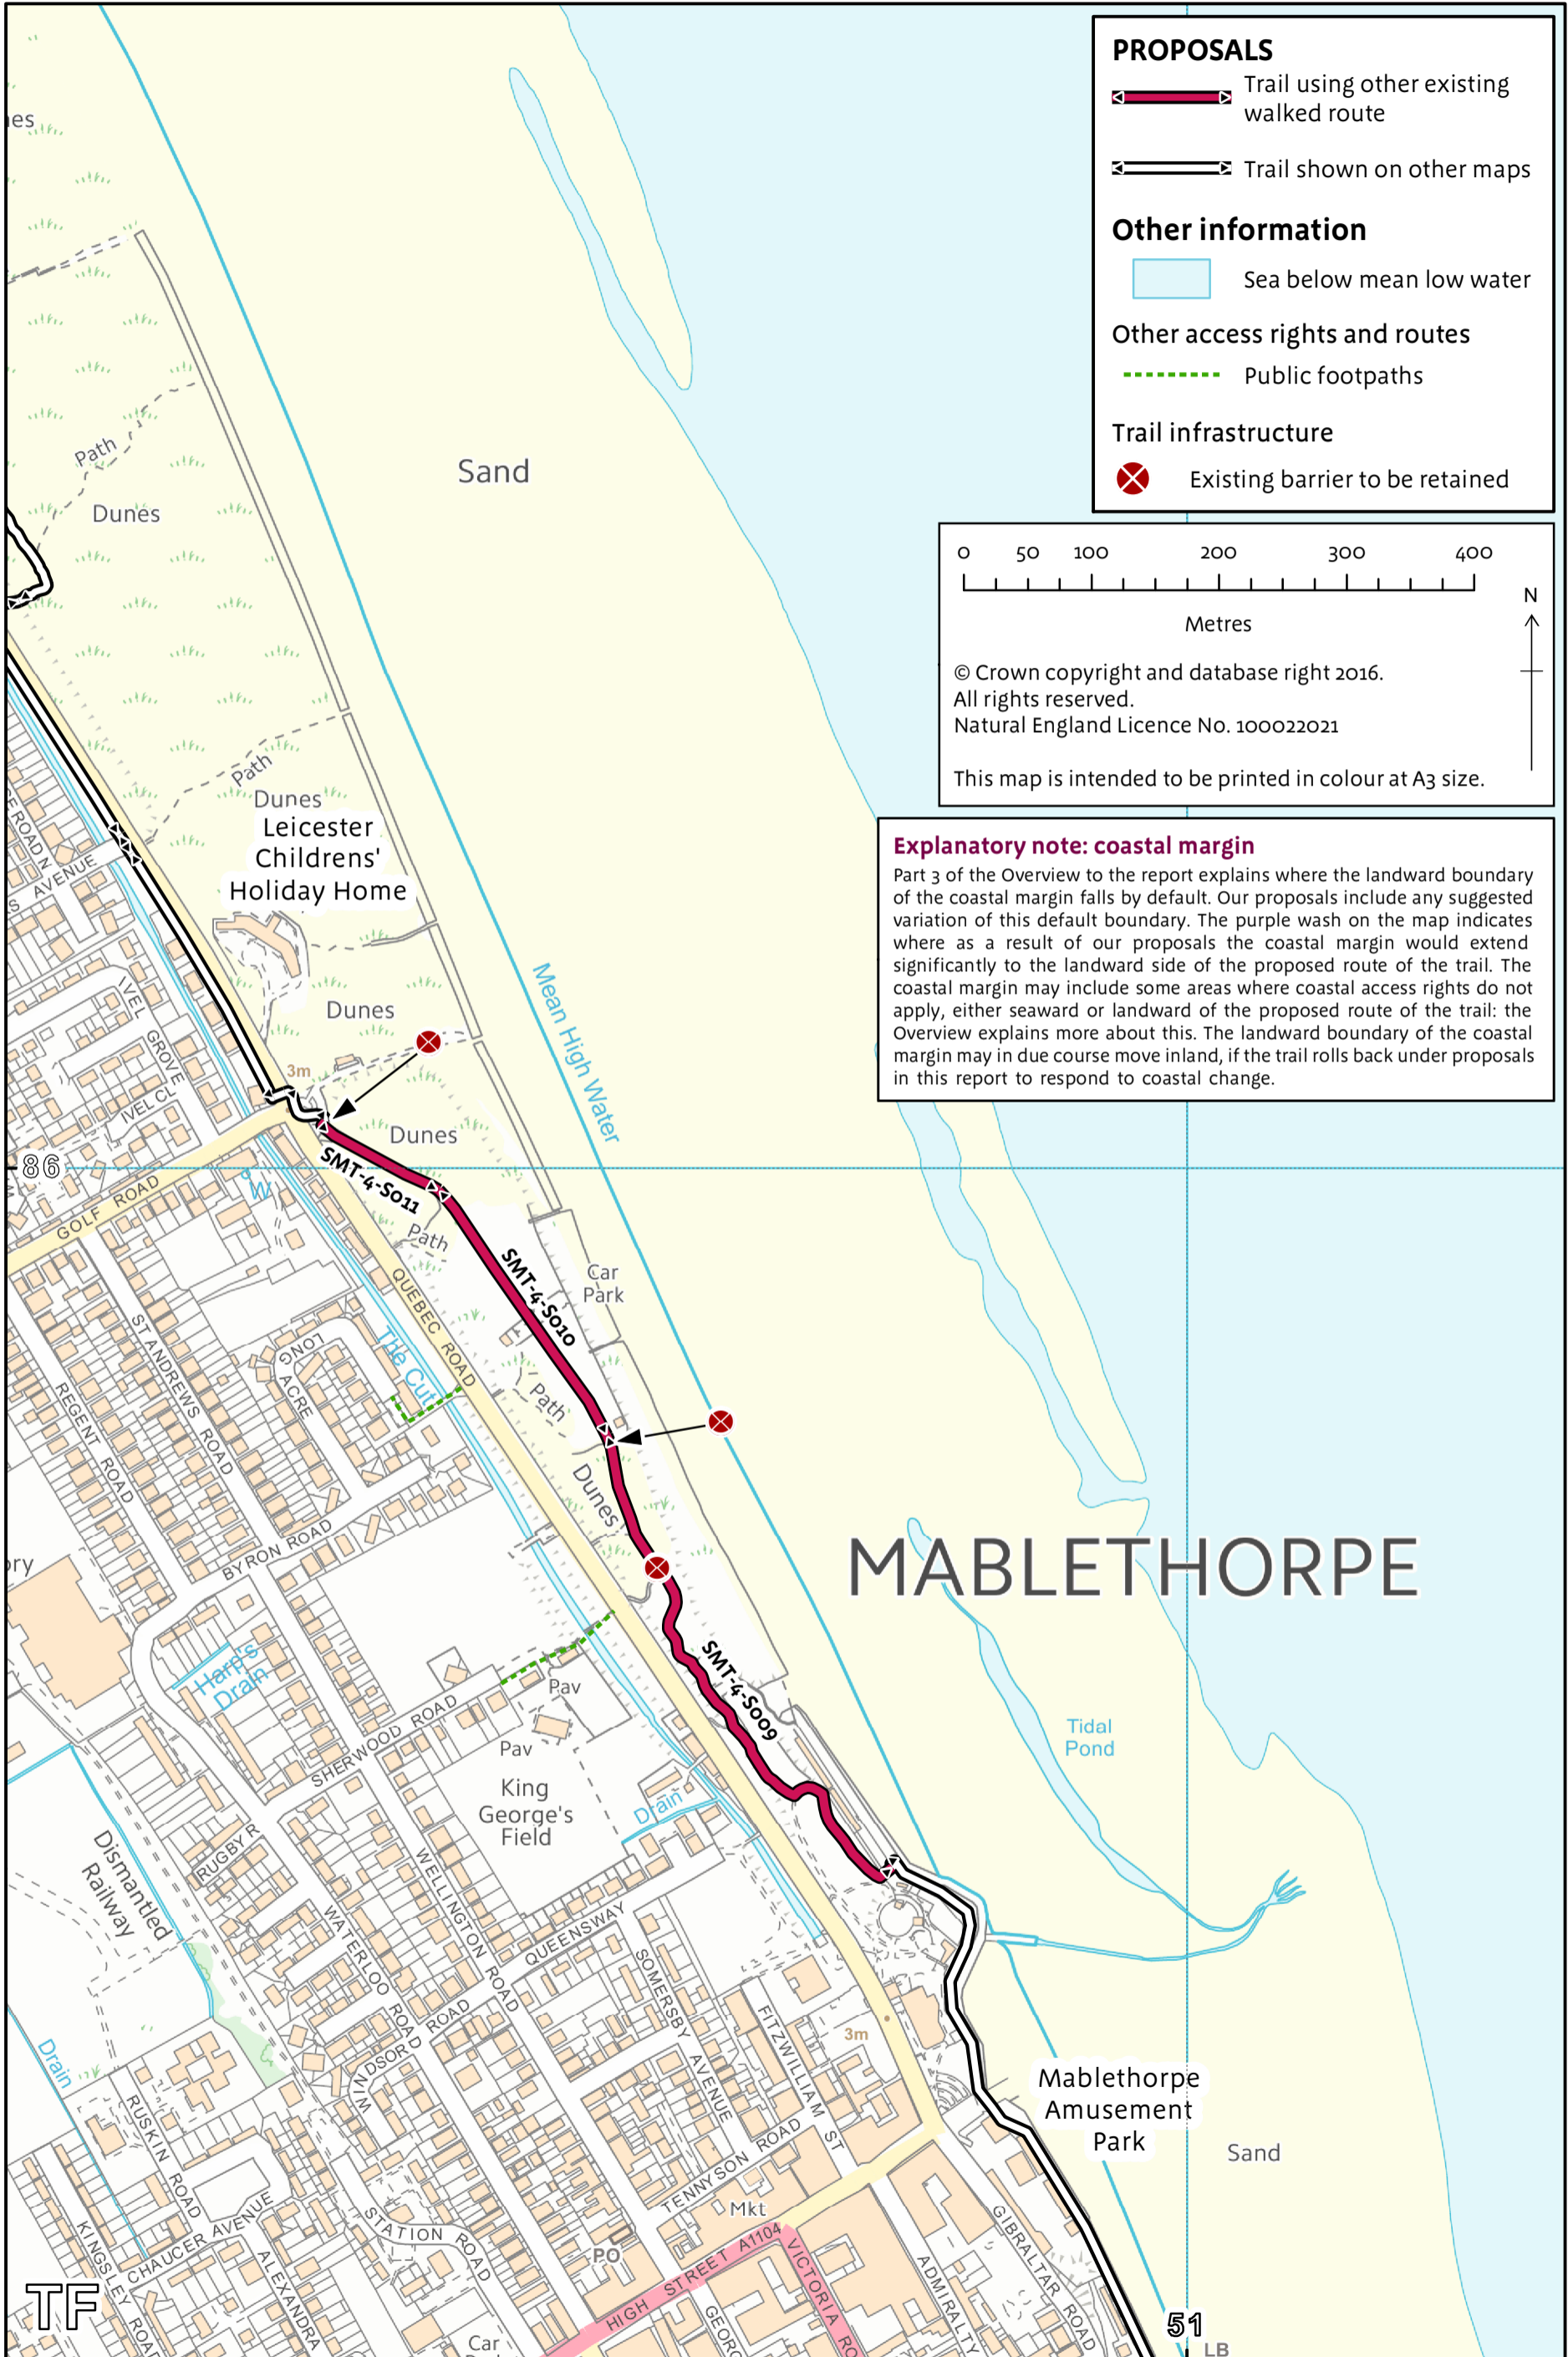 PROPOSALS
Trail using other existing
walked route
Trail shown on other maps
Other information
Sea below mean low water
Other access rights and routes
Public footpaths
Trail infrastructure
Existing barrier to be retained
0 50 100 200 300 400
Metres
N
© Crown copyright and database right 2016.
All rights reserved.
Natural England Licence No. 100022021
This map is intended to be printed in colour at A3 size.
Explanatory note: coastal margin
Part 3 of the Overview to the report explains where the landward boundary
of the coastal margin falls by default. Our proposals include any suggested
variation of this default boundary. The purple wash on the map indicates
where as a result of our proposals the coastal margin would extend
significantly to the landward side of the proposed route of the trail. The
coastal margin may include some areas where coastal access rights do not
apply, either seaward or landward of the proposed route of the trail: the
Overview explains more about this. The landward boundary of the coastal
margin may in due course move inland, if the trail rolls back under proposals
in this report to respond to coastal change.
Sand
Path
Dunes
Path
Dunes
Leicester
Childrens'
Holiday Home
AVENUE
Dunes
Mean High Water
IVEL GROVE
IVEL CL
3m
Dunes
86
SMT-4-S011
GOLF ROAD
W
Path
SMT-4-S010
Car
Park
QUEBEC ROAD
The Cut
ST ANDREWS ROAD
LONG ACRE
REGENT ROAD
Path
Dunes
BYRON ROAD
MABLETHORPE
ory
Harp's
Drain
SMT-4-S009
Pav
SHERWOOD ROAD
Pav
King
George's
Field
Drain
Tidal
Pond
Dismantled
Railway
RUGBY R
WELLINGTON ROAD
WATERLOO ROAD
QUEENSWAY
SOMERSBY AVENUE
FITZWILLIAM ST
WINDSOR ROAD
3m
Drain
RUSKIN ROAD
TENNYSON ROAD
Mablethorpe
Amusement
Park
Sand
Mkt
CHAUCER AVENUE
STATION ROAD
PO
KINGSLEY ROAD
ALEXANDRA
HIGH STREET A1104
VICTORIA RO
GIBRALTAR ROAD
ADMIRALTY
GEORG
TF
Car
51
LB